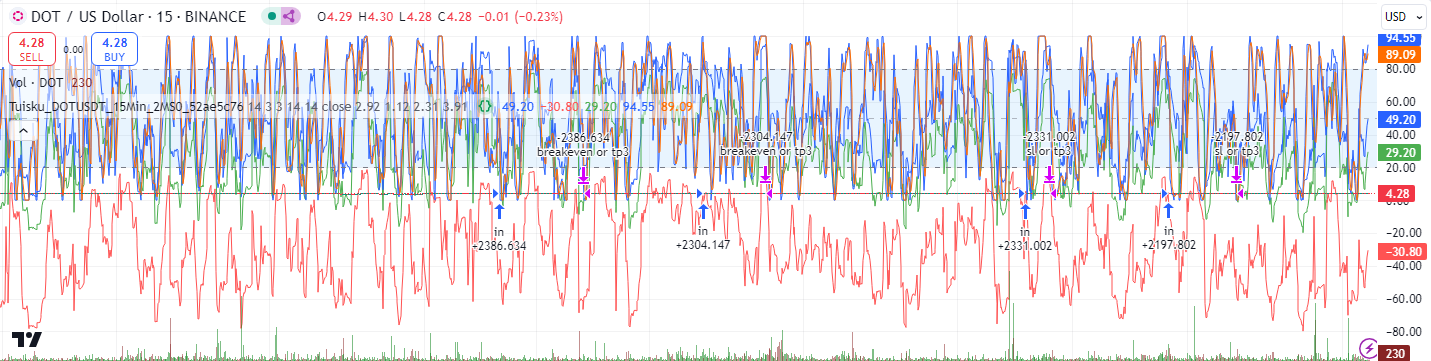 DOT / US Dollar · 15 · BINANCE O4.29 H4.30 L4.28 C4.28 −0.01 (−0.23%)
USD
4.28 SELL
0.00
4.28 BUY
Vol · DOT 230
Tuisku_DOTUSDT_15Min_2MS0_52ae5c76 14 3 3 14 14 close 2.92 1.12 2.31 3.91 49.20 −30.80 29.20 94.55 89.09
-2386.634
breakeven or tp3
-2304.147
breakeven or tp3
-2331.002
sl or tp3
-2197.802
sl or tp3
in
+2386.634
in
+2304.147
in
+2331.002
in
+2197.802
94.55
89.09
80.00
60.00
49.20
40.00
29.20
20.00
4.28
0.00
−20.00
−30.80
−40.00
−60.00
−80.00
230